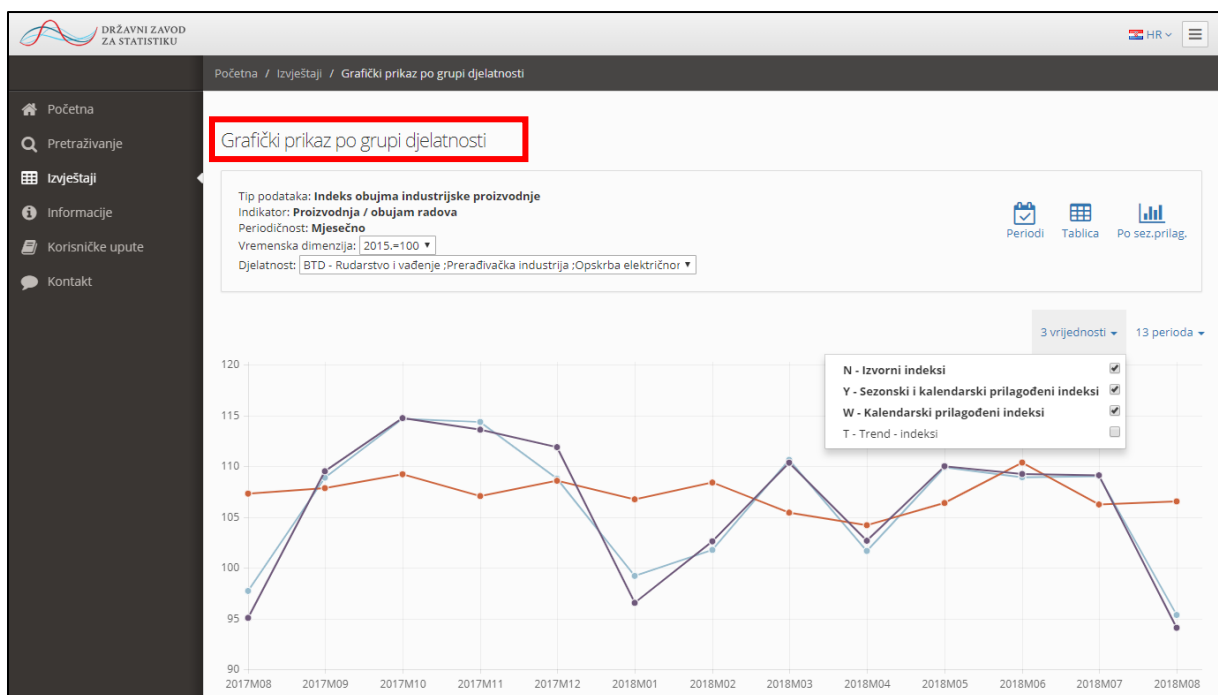 DRŽAVNI ZAVOD
ZA STATISTIKU
HR
Početna / Izvještaji / Grafički prikaz po grupi djelatnosti
Početna
Pretraživanje
Izvještaji
Informacije
Korisničke upute
Kontakt
Grafički prikaz po grupi djelatnosti
Tip podataka: Indeks obujma industrijske proizvodnje
Indikator: Proizvodnja / obujam radova
Periodičnost: Mjesečno
Vremenska dimenzija: 2015.=100
Djelatnost: BTD - Rudarstvo i vađenje ;Prerađivačka industrija ;Opskrba električnor
Periodi Tablica Po sez.prilag.
3 vrijednosti 13 perioda
N - Izvorni indeksi
Y - Sezonski i kalendarski prilagođeni indeksi
W - Kalendarski prilagođeni indeksi
T - Trend - indeksi
120
115
110
105
100
95
90
2017M08 2017M09 2017M10 2017M11 2017M12 2018M01 2018M02 2018M03 2018M04 2018M05 2018M06 2018M07 2018M08